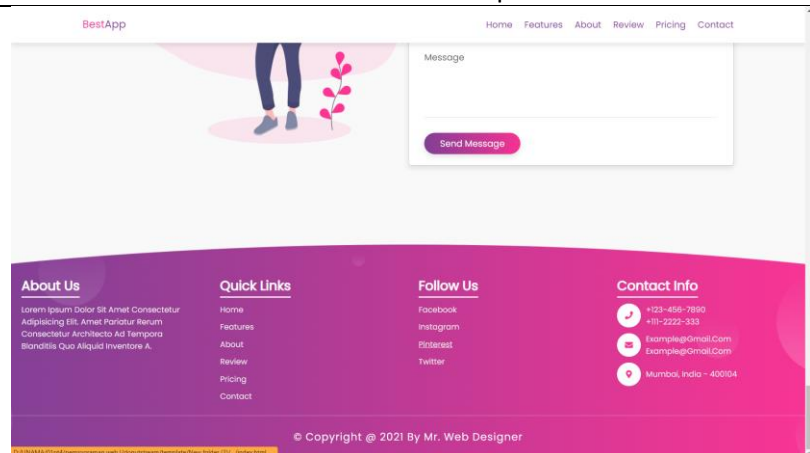 BestApp
Home Features About Review Pricing Contact
Message
Send Message
About Us
Lorem Ipsum Dolor Sit Amet Consectetur
Adipisicing Elit. Amet Pariatur Rerum
Consectetur Architecto Ad Tempora
Blanditiis Quo Aliquid Inventore A.
Quick Links
Home
Features
About
Review
Pricing
Contact
Follow Us
Facebook
Instagram
Pinterest
Twitter
Contact Info
+123-456-7890
+111-2222-333
Example@Gmail.Com
Example@Gmail.Com
Mumbai, India - 400104
© Copyright @ 2021 By Mr. Web Designer